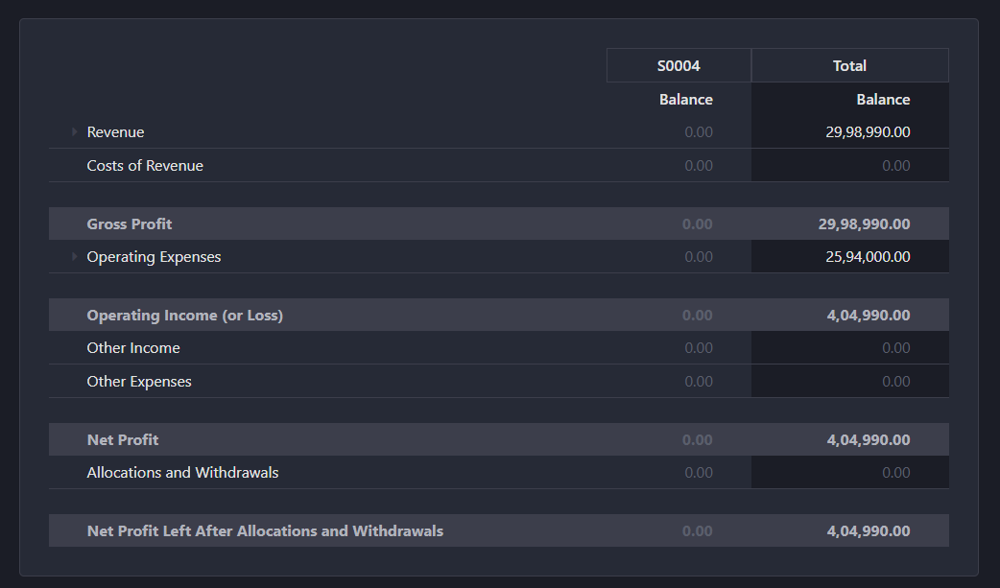 S0004 Total
Balance Balance
Revenue 0.00 29,98,990.00
Costs of Revenue 0.00 0.00
Gross Profit 0.00 29,98,990.00
Operating Expenses 0.00 25,94,000.00
Operating Income (or Loss) 0.00 4,04,990.00
Other Income 0.00 0.00
Other Expenses 0.00 0.00
Net Profit 0.00 4,04,990.00
Allocations and Withdrawals 0.00 0.00
Net Profit Left After Allocations and Withdrawals 0.00 4,04,990.00